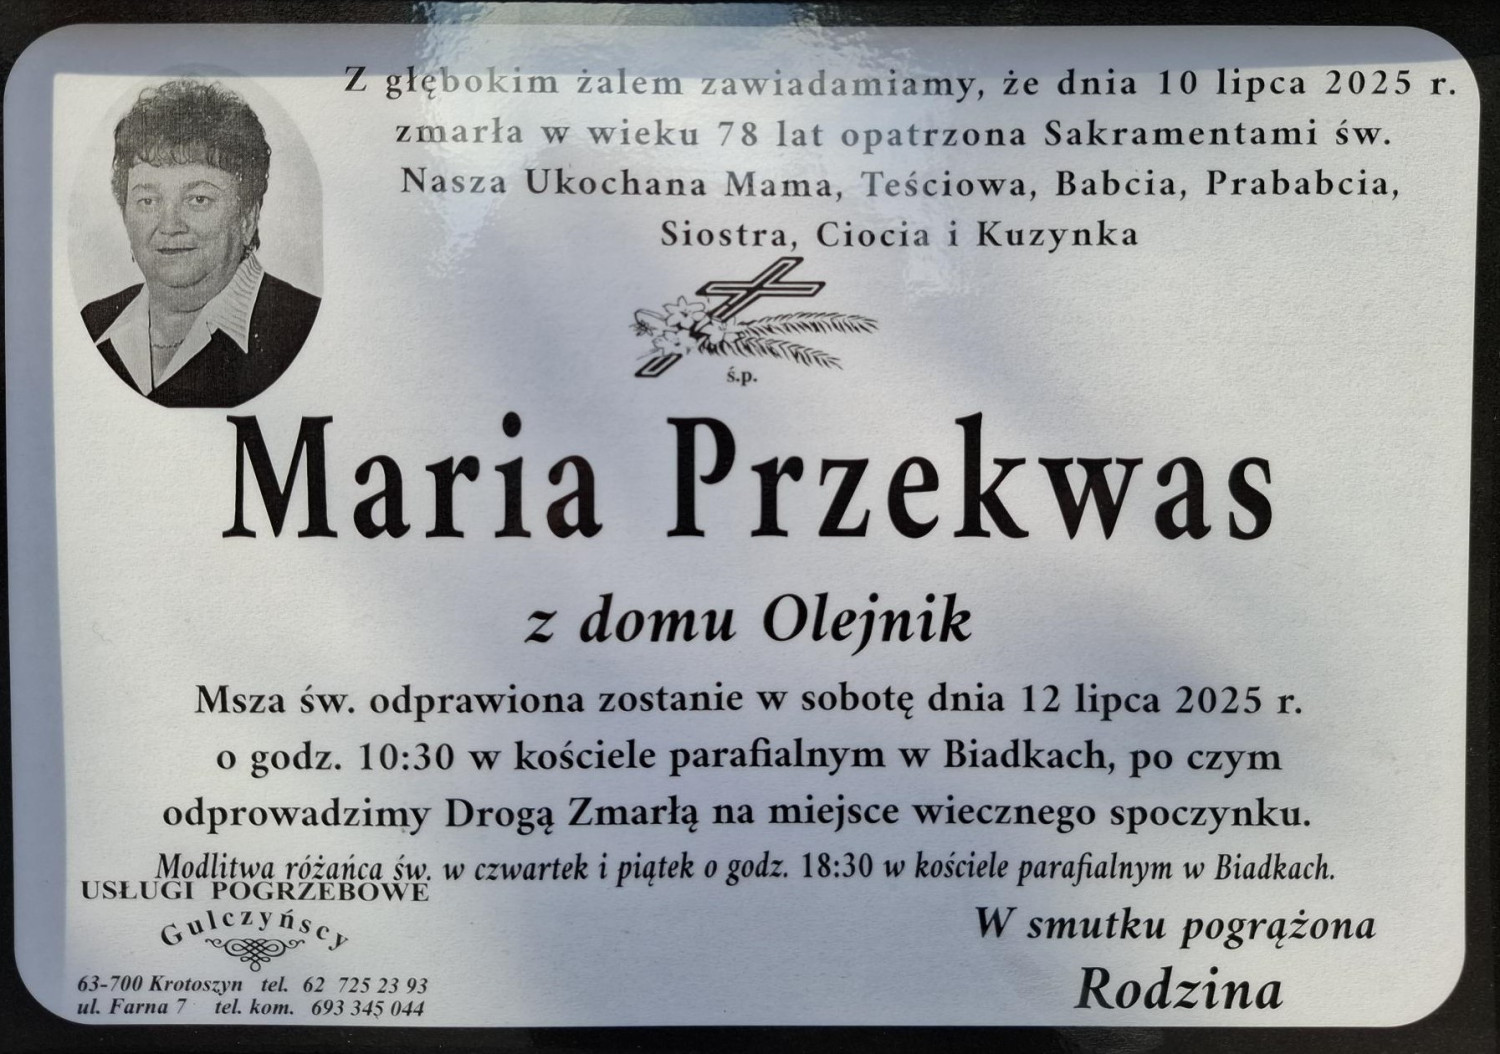 Z głębokim żalem zawiadamiamy, że dnia 10 lipca 2025 r.
zmarła w wieku 78 lat opatrzona Sakramentami św.
Nasza Ukochana Mama, Teściowa, Babcia, Prababcia,
Siostra, Ciocia i Kuzynka
ś.p.
Maria Przekwas
z domu Olejnik
Msza św. odprawiona zostanie w sobotę dnia 12 lipca 2025 r.
o godz. 10:30 w kościele parafialnym w Biadkach, po czym
odprowadzimy Drogą Zmarłą na miejsce wiecznego spoczynku.
Modlitwa różańca św. w czwartek i piątek o godz. 18:30 w kościele parafialnym w Biadkach.
USŁUGI POGRZEBOWE
Gulczyńscy
63-700 Krotoszyn tel. 62 725 23 93
ul. Farna 7 tel. kom. 693 345 044
W smutku pogrążona
Rodzina